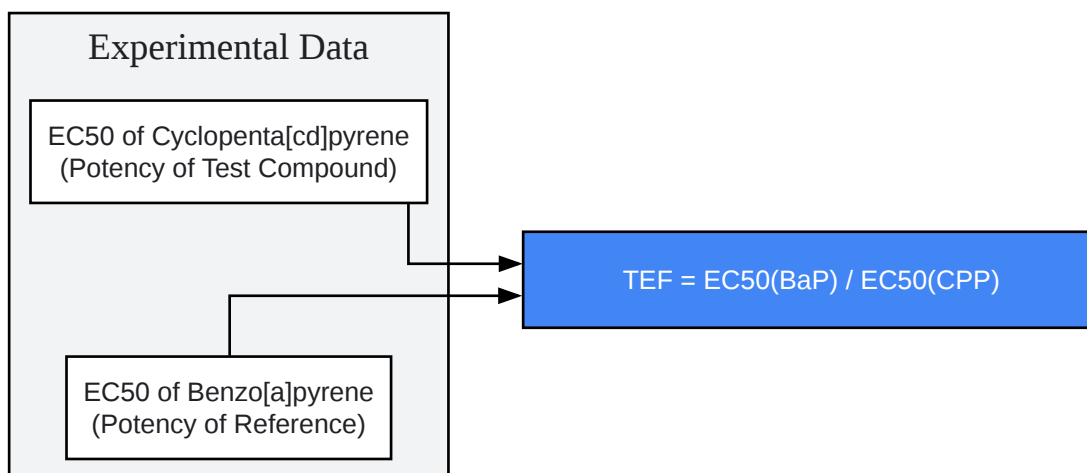 Experimental Data
EC50 of Cyclopenta[cd]pyrene
(Potency of Test Compound)
TEF = EC50(BaP) / EC50(CPP)
EC50 of Benzo[a]pyrene
(Potency of Reference)